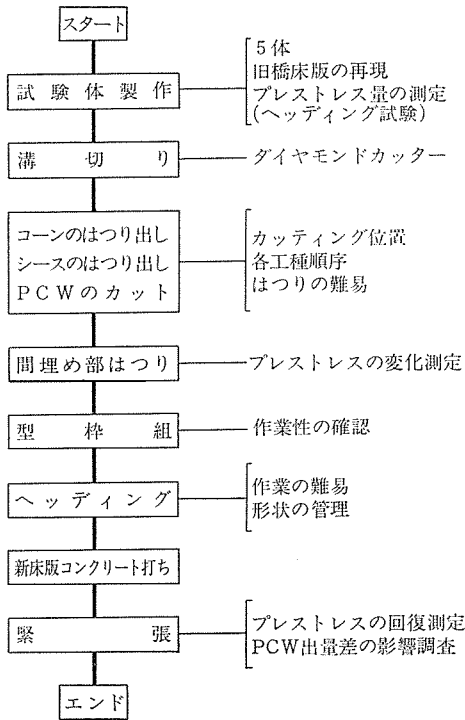 スタート
試験体製作
5体
旧橋床版の再現
プレストレス量の測定
(ヘッディング試験)
溝切り
ダイヤモンドカッター
コーンのはつり出し
シースのはつり出し
PCWのカット
カッティング位置
各工種順序
はつりの難易
間埋め部はつり
プレストレスの変化測定
型枠組
作業性の確認
ヘッディング
作業の難易
形状の管理
新床版コンクリート打ち
緊張
プレストレスの回復測定
PCW出量差の影響調査
エンド